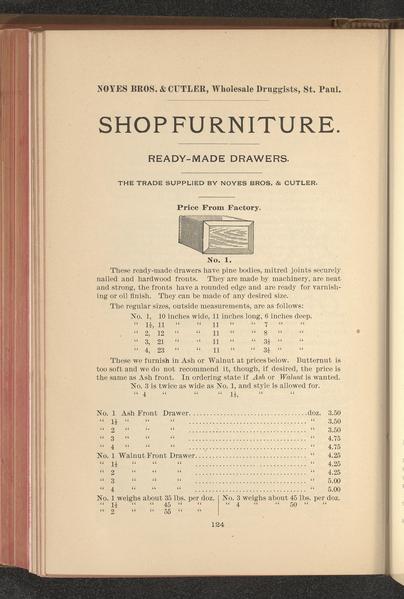 NOYES BROS. & CUTLER, Wholesale Druggists, St. Paul.
SHOP FURNITURE.
READY-MADE DRAWERS.
THE TRADE SUPPLIED BY NOYES BROS. & CUTLER.
Price From Factory.
No. 1.
These ready-made drawers have pine bodies, mitred joints securely
nailed and hardwood fronts. They are made by machinery, are neat
and strong, the fronts have a rounded edge and are ready for varnish-
ing or oil finish. They can be made of any desired size.
The regular sizes, outside measurements, are as follows:
No. 1, 10 inches wide, 11 inches long, 6 inches deep.
" 1½, 11 " " 11 " " 7 " "
" 2, 12 " " 11 " " 8 " "
" 3, 21 " " 11 " " 3½ " "
" 4, 23 " " 11 " " 3½ " "
These we furnish in Ash or Walnut at prices below. Butternut is
too soft and we do not recommend it, though, if desired, the price is
the same as Ash front. In ordering state if Ash or Walnut is wanted.
No. 3 is twice as wide as No. 1, and style is allowed for.
" 4 " " " " 1½, " "
No. 1 Ash Front Drawer. doz. 3.50
" 1½ " " " " 3.50
" 2 " " " " 3.50
" 3 " " " " 4.75
" 4 " " " " 4.75
No. 1 Walnut Front Drawer " 4.25
" 1½ " " " " 4.25
" 2 " " " " 4.25
" 3 " " " " 5.00
" 4 " " " " 5.00
No. 1 weighs about 35 lbs. per doz. | No. 3 weighs about 45 lbs. per doz.
" 1½ " " 45 " " | " 4 " " 50 " "
" 2 " " 55 " "
124